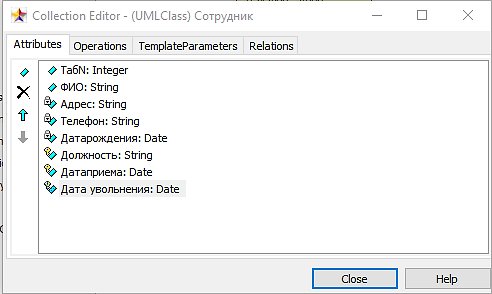 Collection Editor - (UMLClass) Сотрудник
Attributes Operations TemplateParameters Relations
ТабN: Integer
ФИО: String
Адрес: String
Телефон: String
Датарождения: Date
Должность: String
Датаприема: Date
Дата увольнения: Date
Close Help